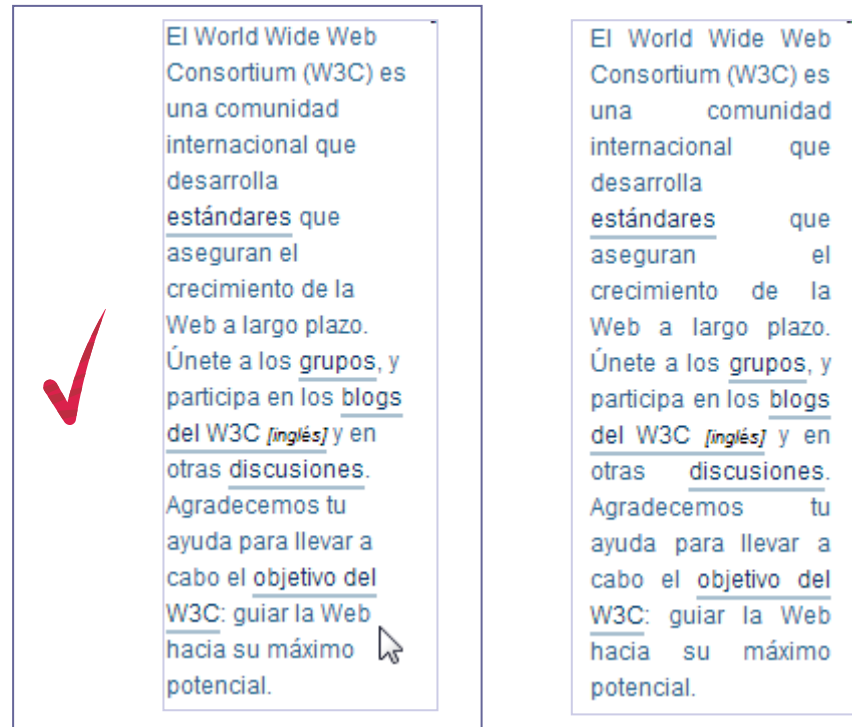 El World Wide Web
Consortium (W3C) es
una comunidad
internacional que
desarrolla
estándares que
aseguran el
crecimiento de la
Web a largo plazo.
Únete a los grupos, y
participa en los blogs
del W3C [inglés] y en
otras discusiones.
Agradecemos tu
ayuda para llevar a
cabo el objetivo del
W3C: guiar la Web
hacia su máximo
potencial.
El World Wide Web
Consortium (W3C) es
una comunidad
internacional que
desarrolla
estándares que
aseguran el
crecimiento de la
Web a largo plazo.
Únete a los grupos, y
participa en los blogs
del W3C [inglés] y en
otras discusiones.
Agradecemos tu
ayuda para llevar a
cabo el objetivo del
W3C: guiar la Web
hacia su máximo
potencial.